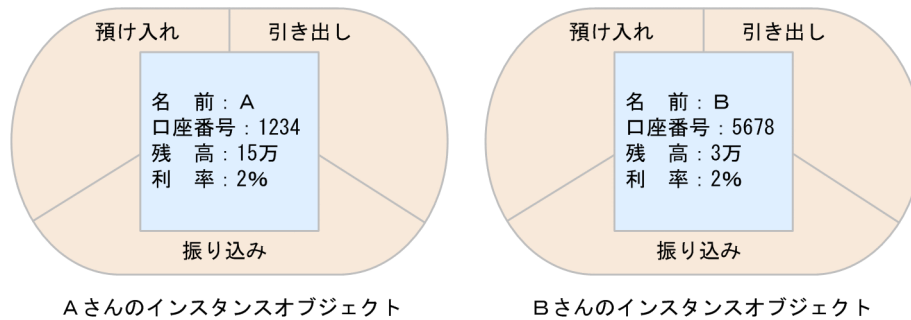 預け入れ 引き出し
名　前：Ａ
口座番号：1234
残　高：15万
利　率：2%
振り込み
Ａさんのインスタンスオブジェクト
預け入れ 引き出し
名　前：Ｂ
口座番号：5678
残　高：3万
利　率：2%
振り込み
Ｂさんのインスタンスオブジェクト